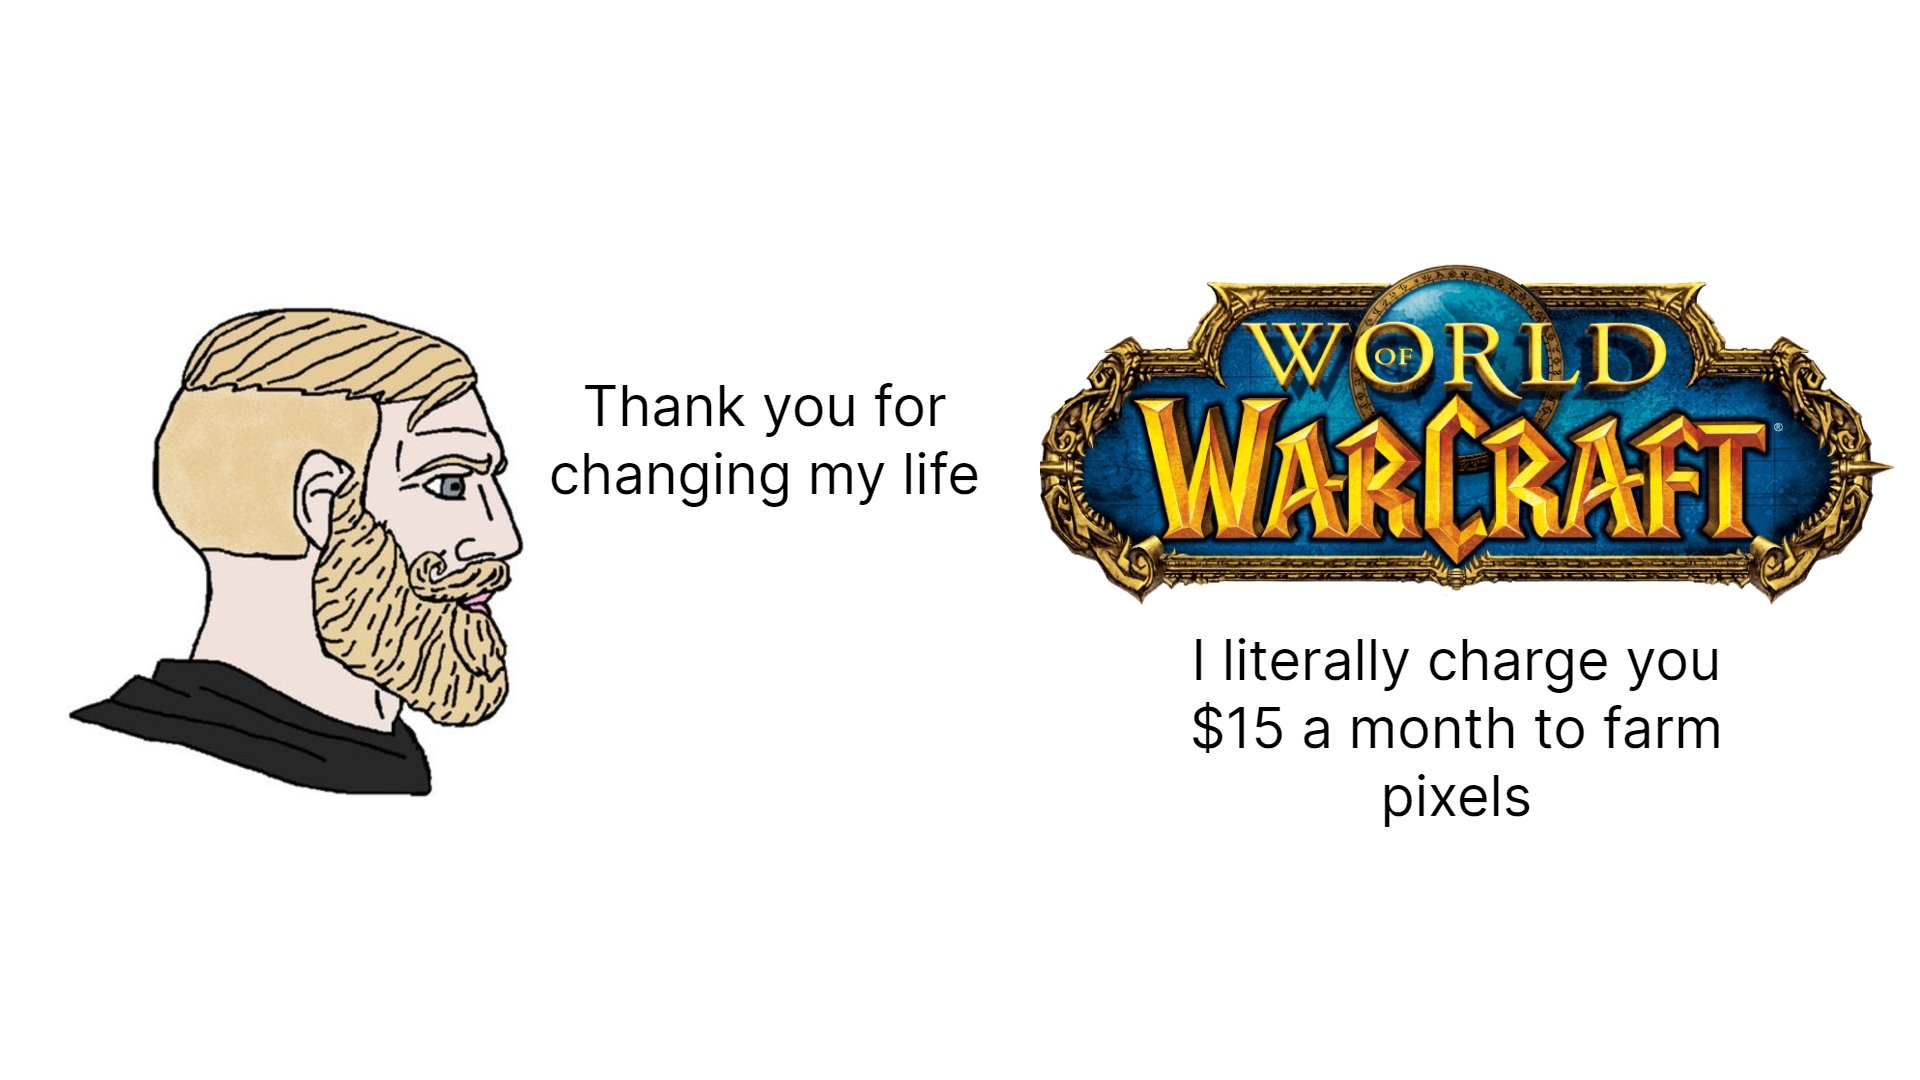 Thank you for
changing my life
WORLD
OF
WARCRAFT
®
I literally charge you
$15 a month to farm
pixels